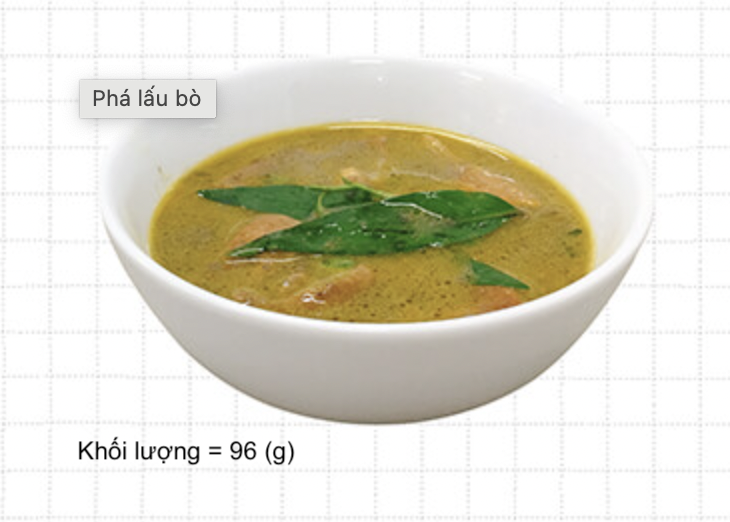 Phá lấu bò
Khối lượng = 96 (g)